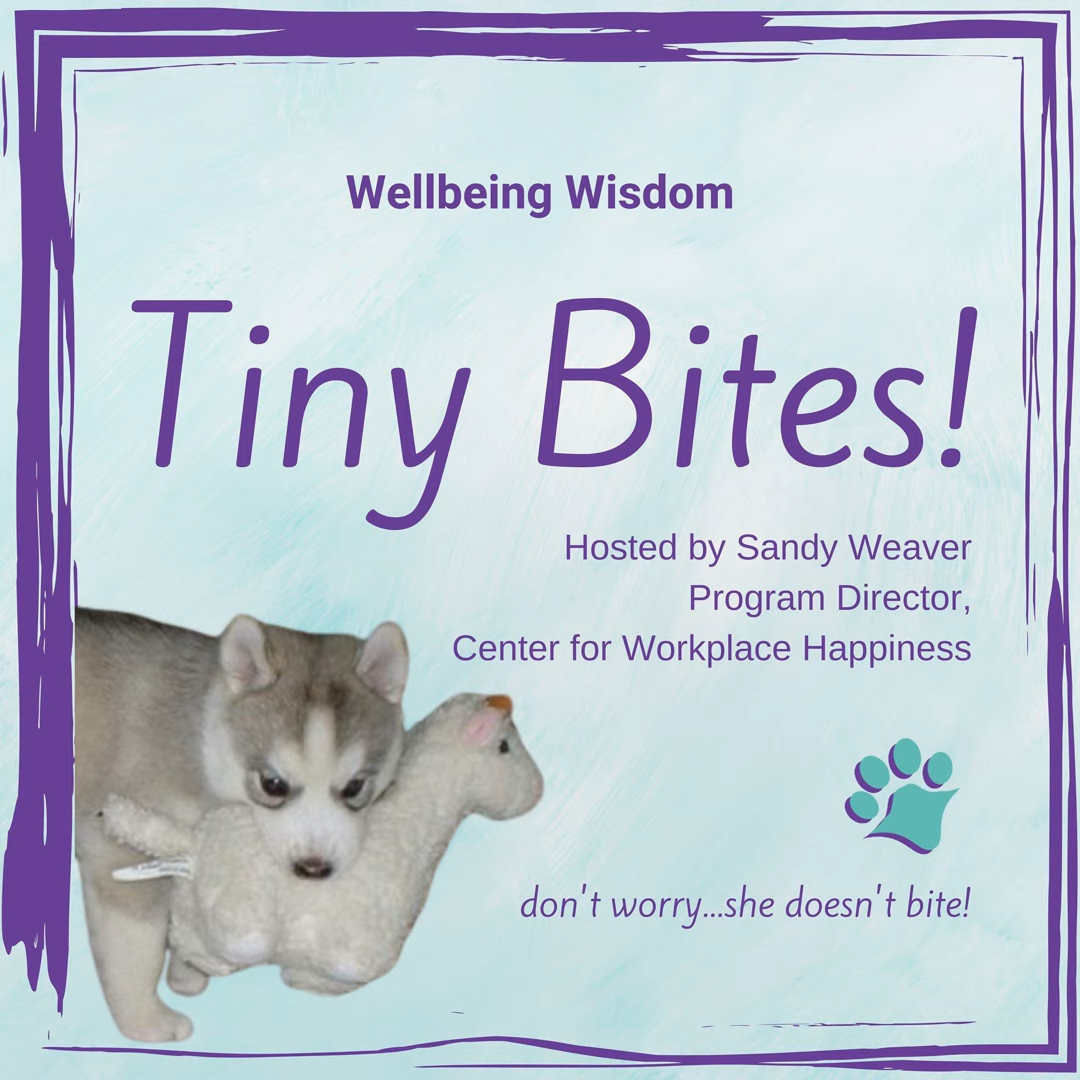 Wellbeing Wisdom
Tiny Bites!
Hosted by Sandy Weaver
Program Director,
Center for Workplace Happiness
don't worry...she doesn't bite!